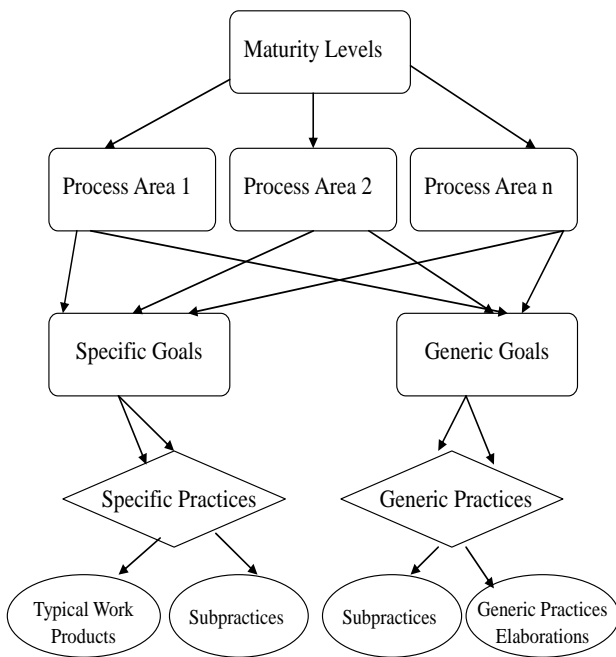 Maturity Levels
Process Area 1
Process Area 2
Process Area n
Specific Goals
Generic Goals
Specific Practices
Generic Practices
Typical Work
Products
Subpractices
Subpractices
Generic Practices
Elaborations